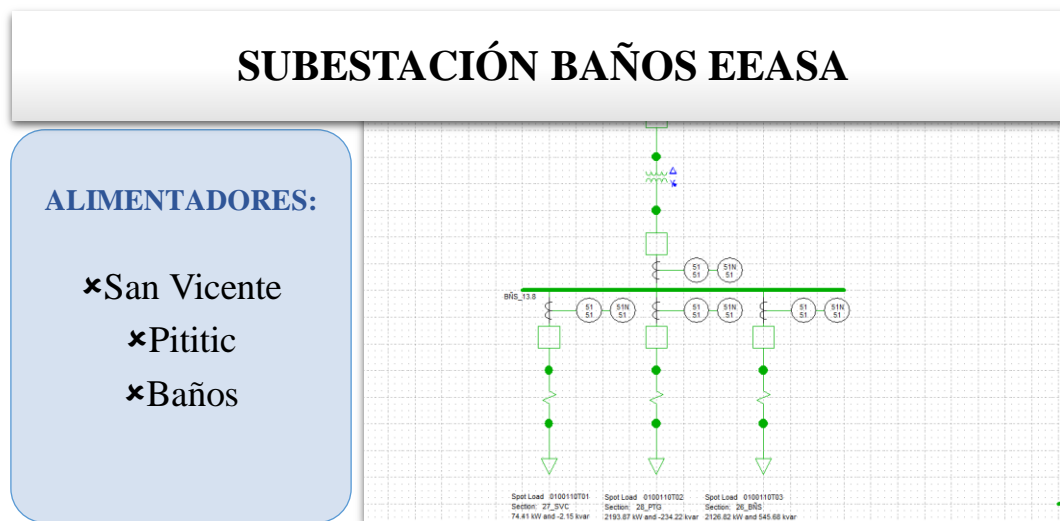 SUBESTACIÓN BAÑOS EEASA
ALIMENTADORES:
×San Vicente
×Pititic
×Baños
51 51N
51 51
BÑS_13.8
51 51N 51 51N 51 51N
51 51 51 51 51 51
Spot Load 0100110T01 Spot Load 0100110T02 Spot Load 0100110T03
Section: 27_SVC Section: 28_PTG Section: 26_BÑS
74.41 kW and -2.15 kvar 2193.87 kW and -234.22 kvar 2126.82 kW and 545.68 kvar